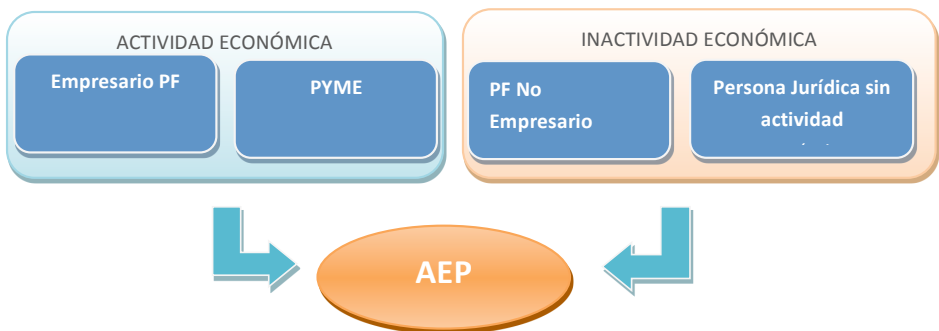 ACTIVIDAD ECONÓMICA
Empresario PF
PYME
INACTIVIDAD ECONÓMICA
PF No
Empresario
Persona Jurídica sin
actividad
AEP